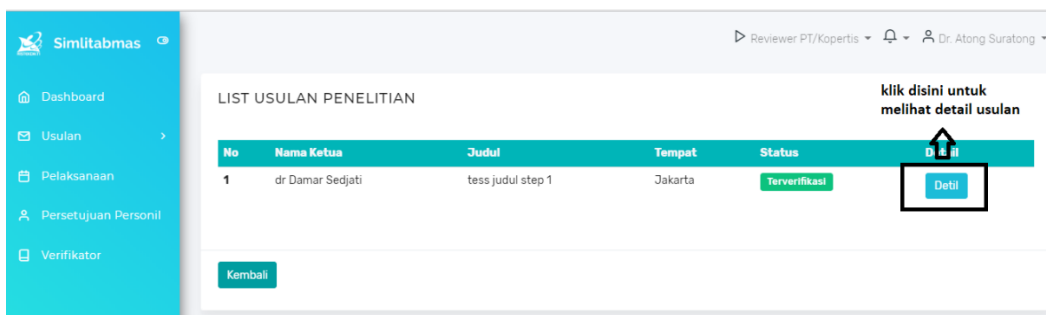 Simlitabmas
Reviewer PT/Kopertis
Dr. Atong Suratong
Dashboard
Usulan
Pelaksanaan
Persetujuan Personil
Verifikator
LIST USULAN PENELITIAN
klik disini untuk
melihat detail usulan
No Nama Ketua Judul Tempat Status Detail
1 dr Damar Sedjati tess judul step 1 Jakarta Terverifikasi Detil
Kembali